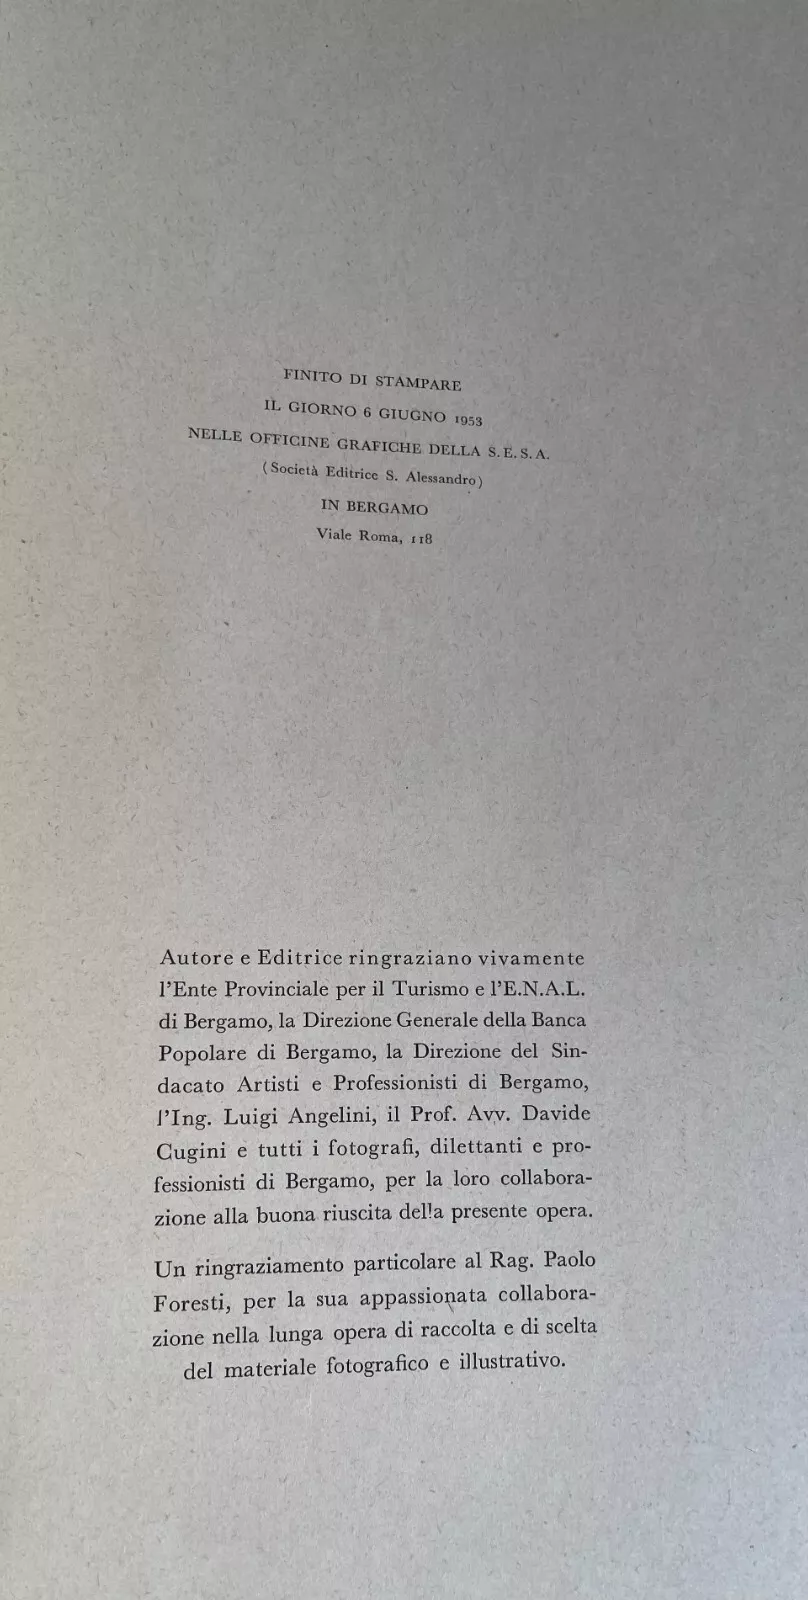 FINITO DI STAMPARE
IL GIORNO 6 GIUGNO 1953
NELLE OFFICINE GRAFICHE DELLA S.E.S.A.
(Società Editrice S. Alessandro)
IN BERGAMO
Viale Roma, 118
Autore e Editrice ringraziano vivamente
l'Ente Provinciale per il Turismo e l'E.N.A.L.
di Bergamo, la Direzione Generale della Banca
Popolare di Bergamo, la Direzione del Sin-
dacato Artisti e Professionisti di Bergamo,
l'Ing. Luigi Angelini, il Prof. Avv. Davide
Cugini e tutti i fotografi, dilettanti e pro-
fessionisti di Bergamo, per la loro collabora-
zione alla buona riuscita della presente opera.
Un ringraziamento particolare al Rag. Paolo
Foresti, per la sua appassionata collabora-
zione nella lunga opera di raccolta e di scelta
del materiale fotografico e illustrativo.